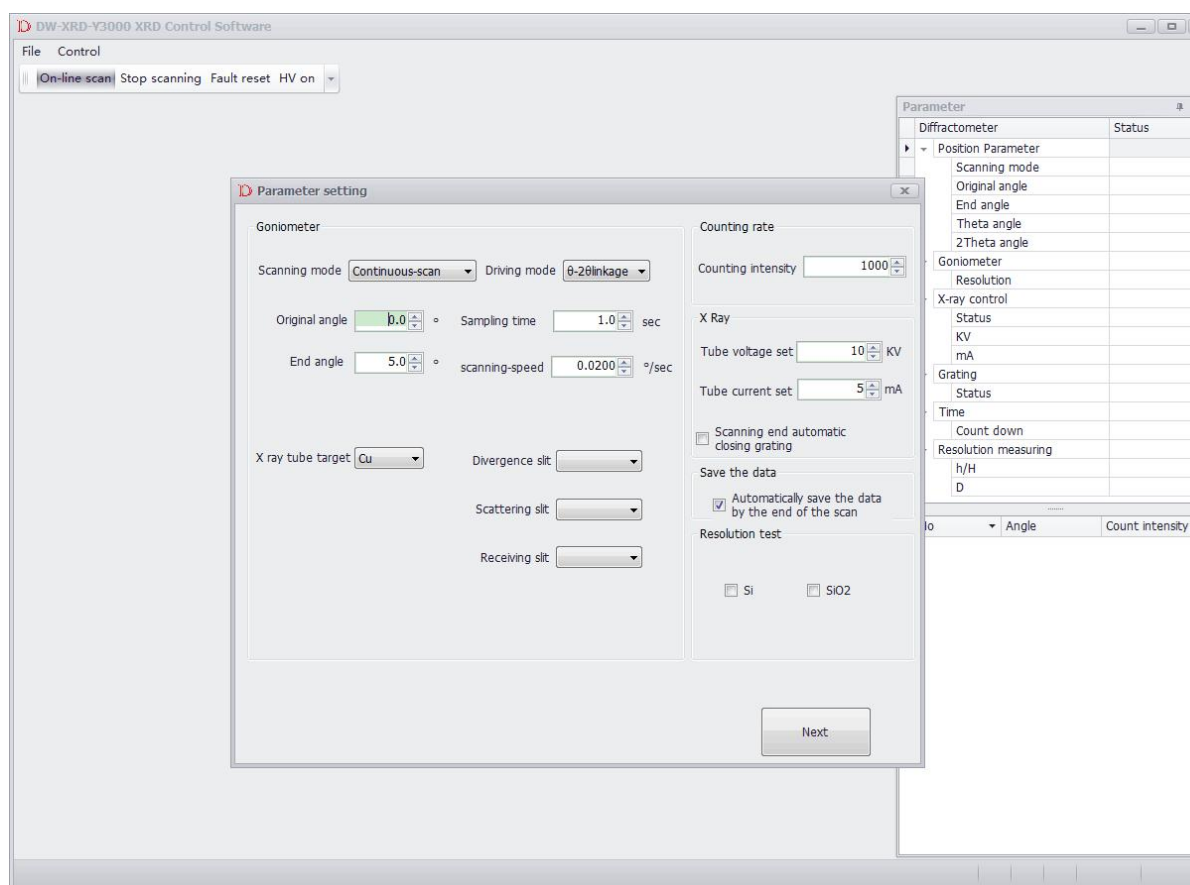 DW-XRD-Y3000 XRD Control Software
File Control
On-line scan Stop scanning Fault reset HV on
Parameter
Diffractometer Status
Position Parameter
Scanning mode
Original angle
End angle
Theta angle
2Theta angle
Goniometer
Resolution
X-ray control
Status
KV
mA
Grating
Status
Time
Count down
Resolution measuring
h/H
D
Angle Count intensity
Parameter setting
Goniometer
Scanning mode Continuous-scan Driving mode θ-2θlinkage
Original angle 0.0 ° Sampling time 1.0 sec
End angle 5.0 ° scanning-speed 0.0200 °/sec
X ray tube target Cu Divergence slit
Scattering slit
Receiving slit
Counting rate
Counting intensity 1000
X Ray
Tube voltage set 10 KV
Tube current set 5 mA
Scanning end automatic
closing grating
Save the data
Automatically save the data
by the end of the scan
Resolution test
Si SiO2
Next